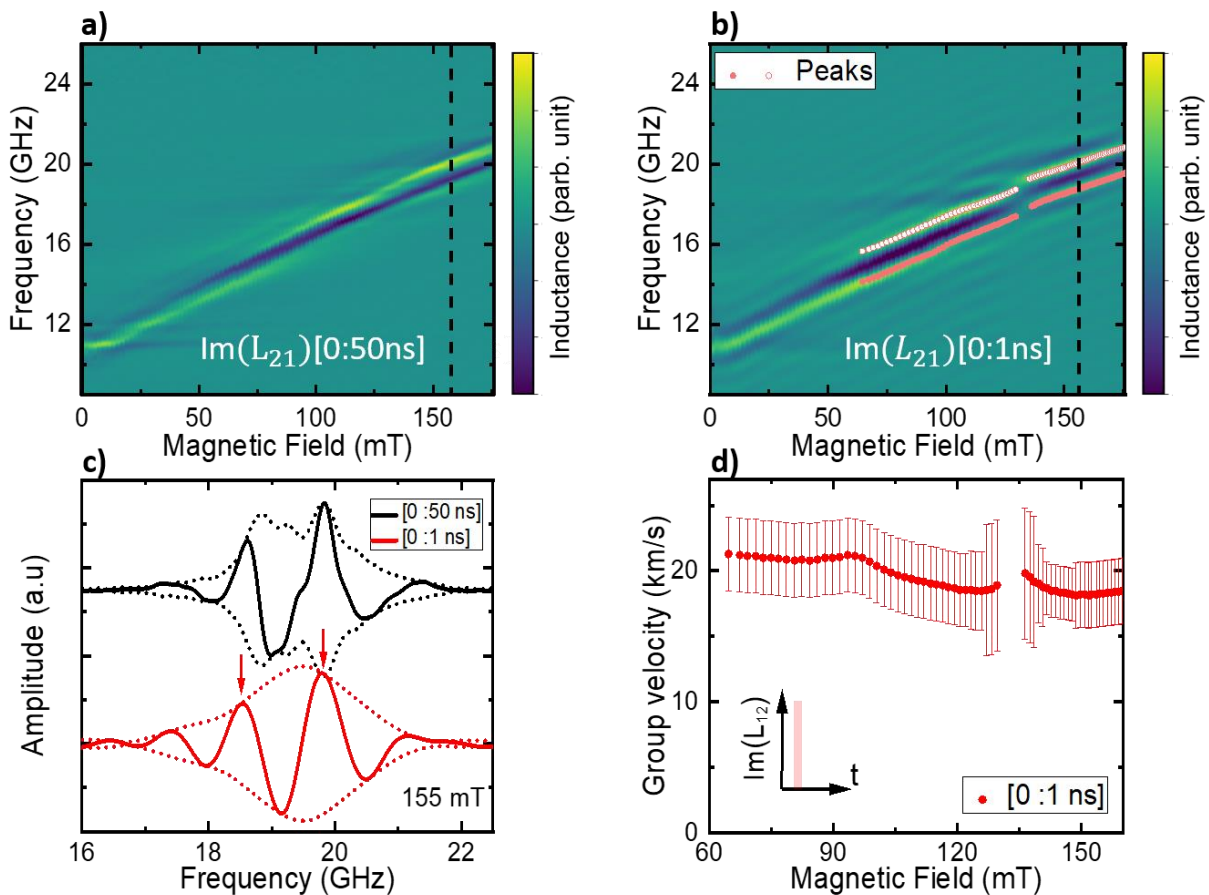 a)
24
20
16
12
0 50 100 150
Frequency (GHz)
Magnetic Field (mT)
Im(L21)[0:50ns]
Inductance (parb. unit)
b)
Peaks
24
20
16
12
0 50 100 150
Frequency (GHz)
Magnetic Field (mT)
Im(L21)[0:1ns]
Inductance (parb. unit)
c)
[0 :50 ns]
[0 :1 ns]
Amplitude (a.u)
155 mT
16 18 20 22
Frequency (GHz)
d)
30
20
10
0
Group velocity (km/s)
Im(L12)
t
[0 :1 ns]
60 90 120 150
Magnetic Field (mT)